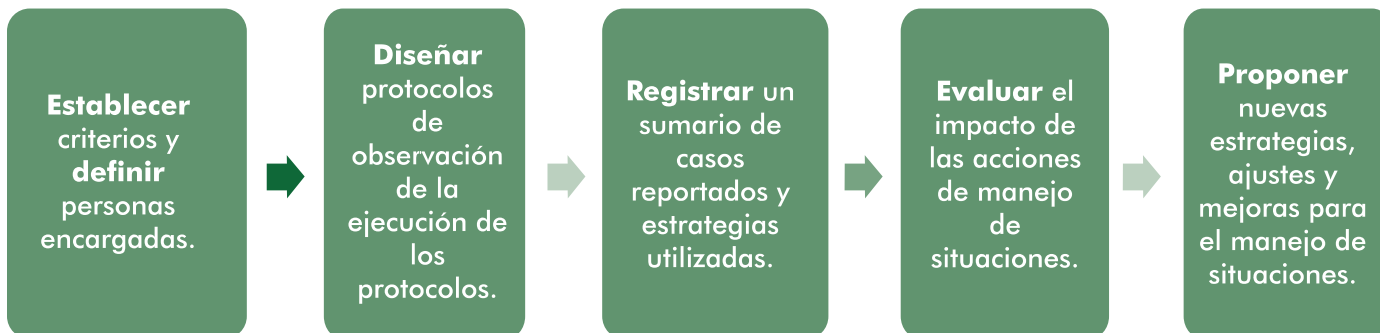 Establecer
criterios y
definir
personas
encargadas.
Diseñar
protocolos
de
observación
de la
ejecución de
los
protocolos.
Registrar un
sumario de
casos
reportados y
estrategias
utilizadas.
Evaluar el
impacto de
las acciones
de manejo
de
situaciones.
Proponer
nuevas
estrategias,
ajustes y
mejoras para
el manejo de
situaciones.